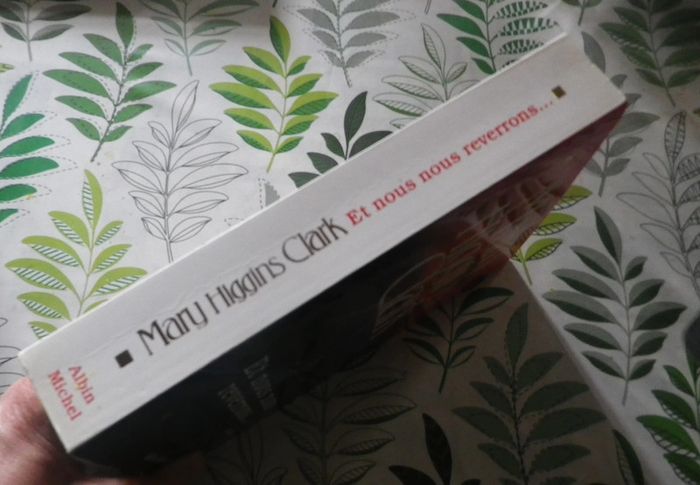 Albin
Michel
Mary Higgins Clark Et nous nous reverrons...